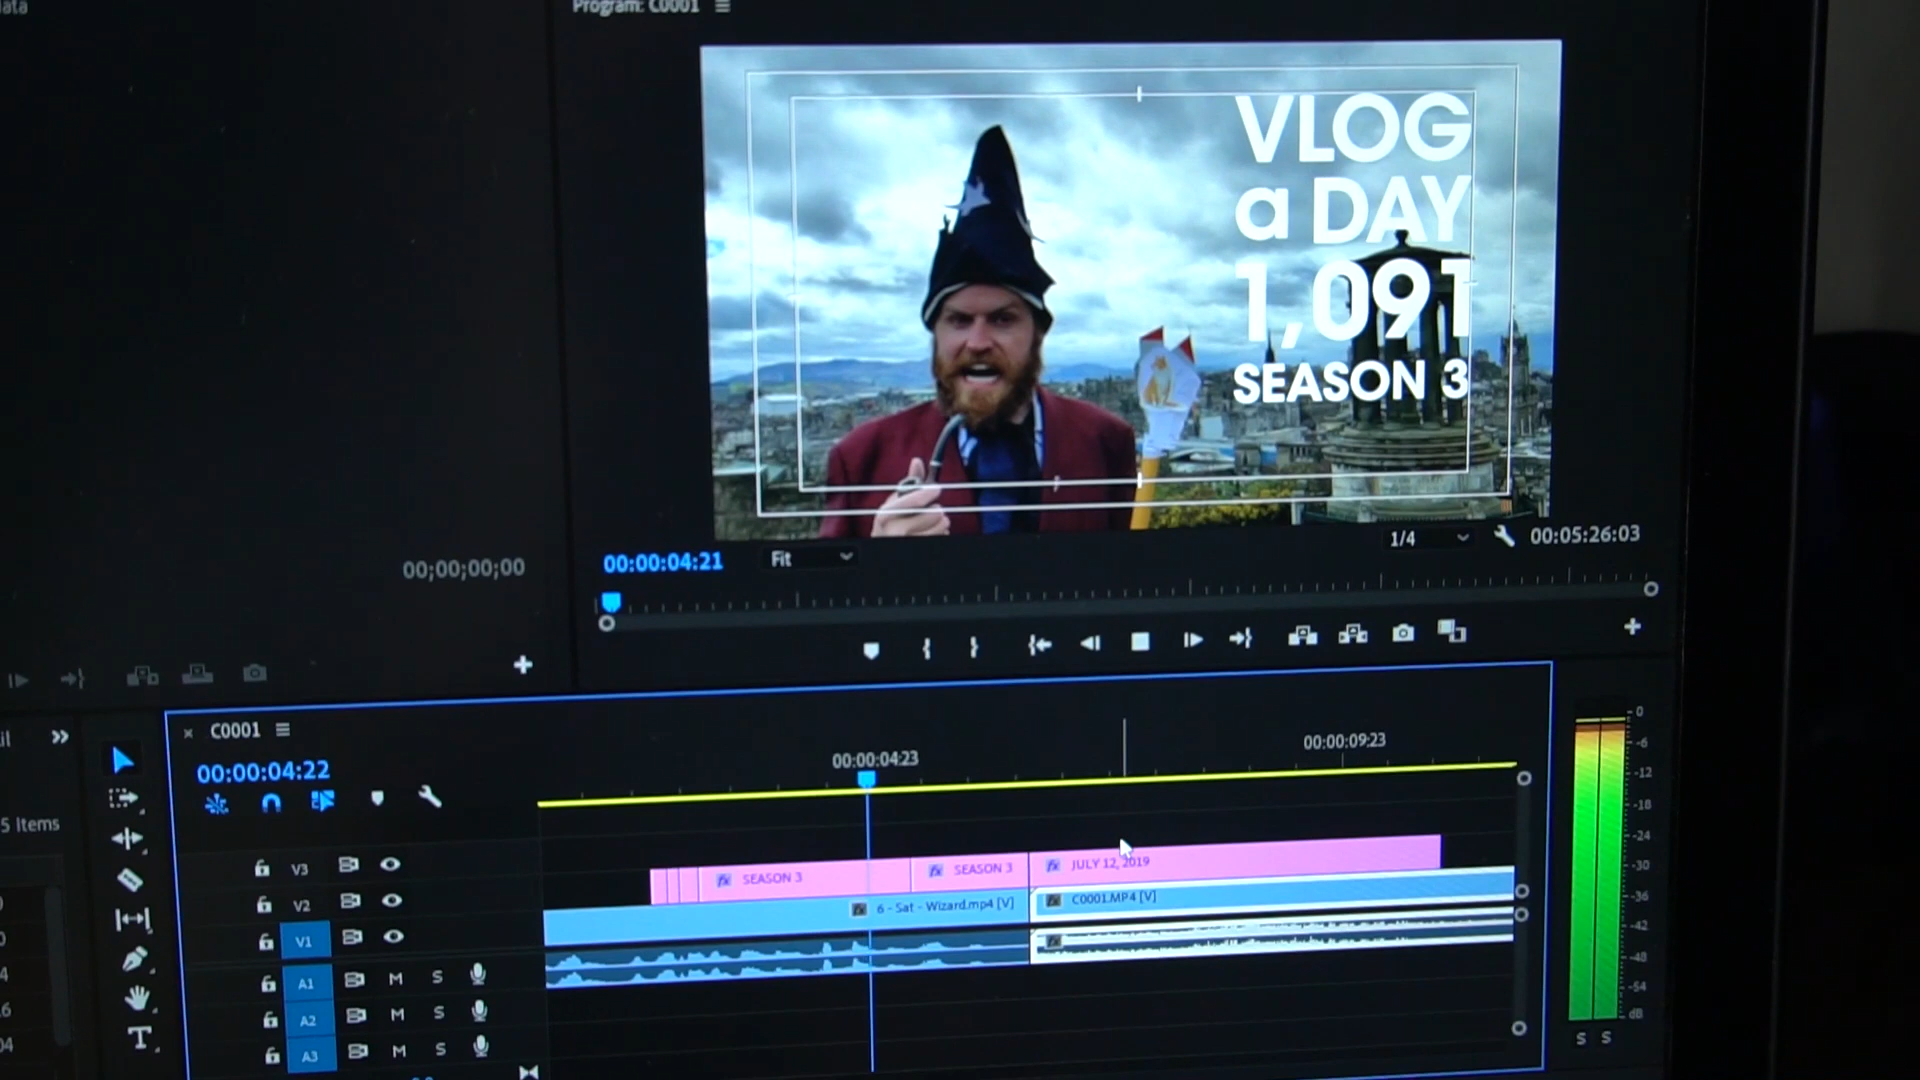 Program: C0001
VLOG
a DAY
1,091
SEASON 3
00;00;00;00
00:00:04:21
Fit
1/4
00:05:26:03
C0001
00:00:04:22
5 Items
00:00:04:23
00:00:09:23
V3
SEASON 3
SEASON 3
JULY 12, 2019
V2
6 - Sat - Wizard.mp4 [V]
C0001.MP4 [V]
V1
A1 M S
A2 M S
A3 M S
0
-6
-12
-18
-24
-30
-36
-42
-48
-54
dB
S S